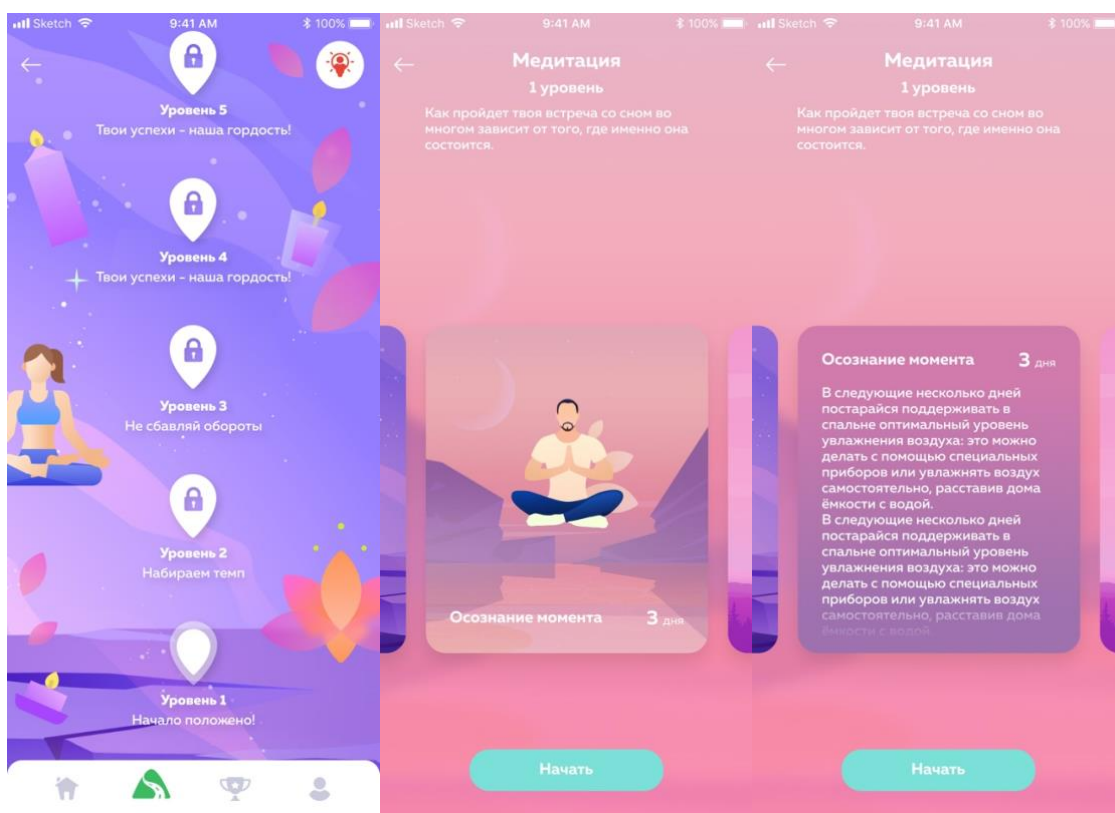 Sketch 9:41 AM 100%
Уровень 5
Твои успехи - наша гордость!
Уровень 4
Твои успехи - наша гордость!
Уровень 3
Не сбавляй обороты
Уровень 2
Набираем темп
Уровень 1
Начало положено!
Sketch 9:41 AM 100%
Медитация
1 уровень
Как пройдет твоя встреча со сном во
многом зависит от того, где именно она
состоится.
Осознание момента 3 дня
Начать
Sketch 9:41 AM 100%
Медитация
1 уровень
Как пройдет твоя встреча со сном во
многом зависит от того, где именно она
состоится.
Осознание момента 3 дня
В следующие несколько дней
постарайся поддерживать в
спальне оптимальный уровень
увлажнения воздуха: это можно
делать с помощью специальных
приборов или увлажнять воздух
самостоятельно, расставив дома
ёмкости с водой.
В следующие несколько дней
постарайся поддерживать в
спальне оптимальный уровень
увлажнения воздуха: это можно
делать с помощью специальных
приборов или увлажнять воздух
самостоятельно, расставив дома
ёмкости с водой.
Начать